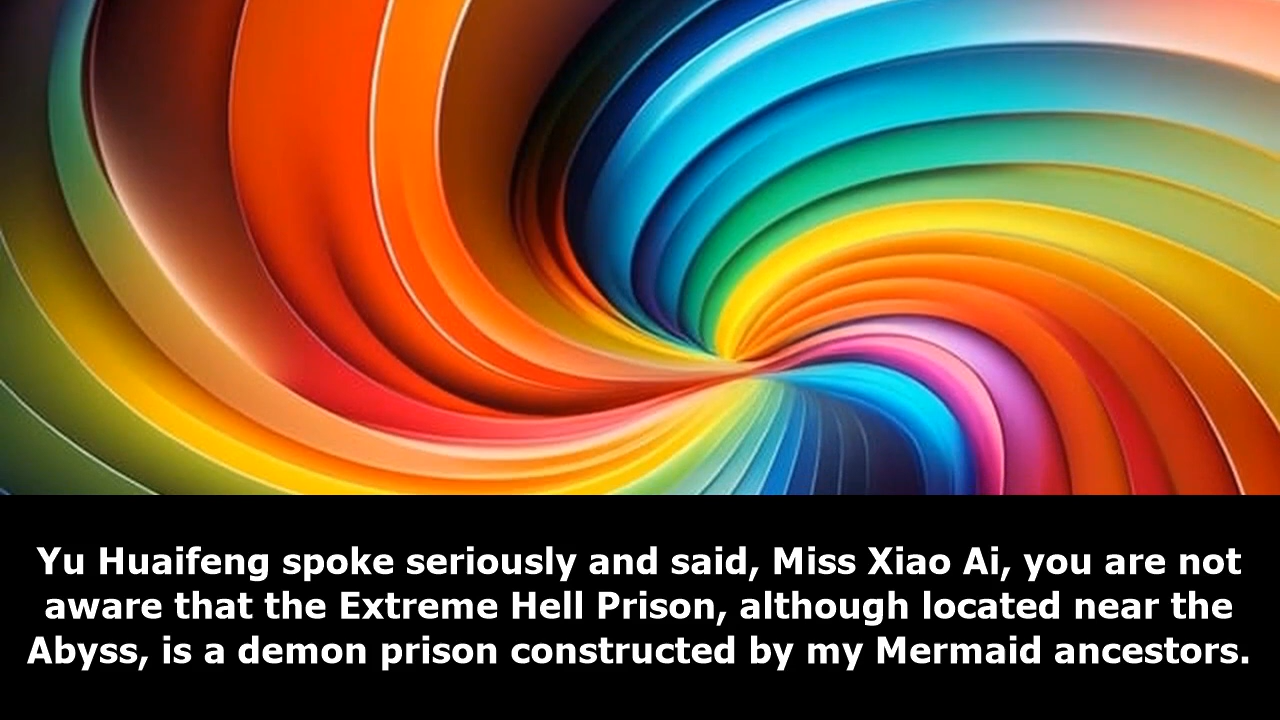 Yu Huaifeng spoke seriously and said, Miss Xiao Ai, you are not
aware that the Extreme Hell Prison, although located near the
Abyss, is a demon prison constructed by my Mermaid ancestors.